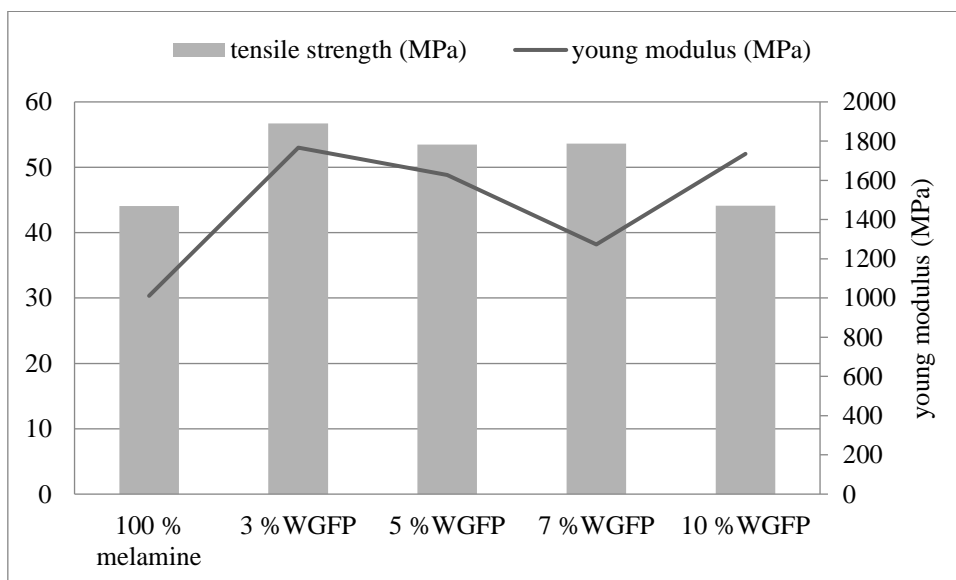 tensile strength (MPa) young modulus (MPa)
60 2000
50 1800
40 1600
30 1400
20 1200
10 1000
0 800
600
400
200
0
young modulus (MPa)
100 % 3 %WGFP 5 %WGFP 7 %WGFP 10 %WGFP
melamine